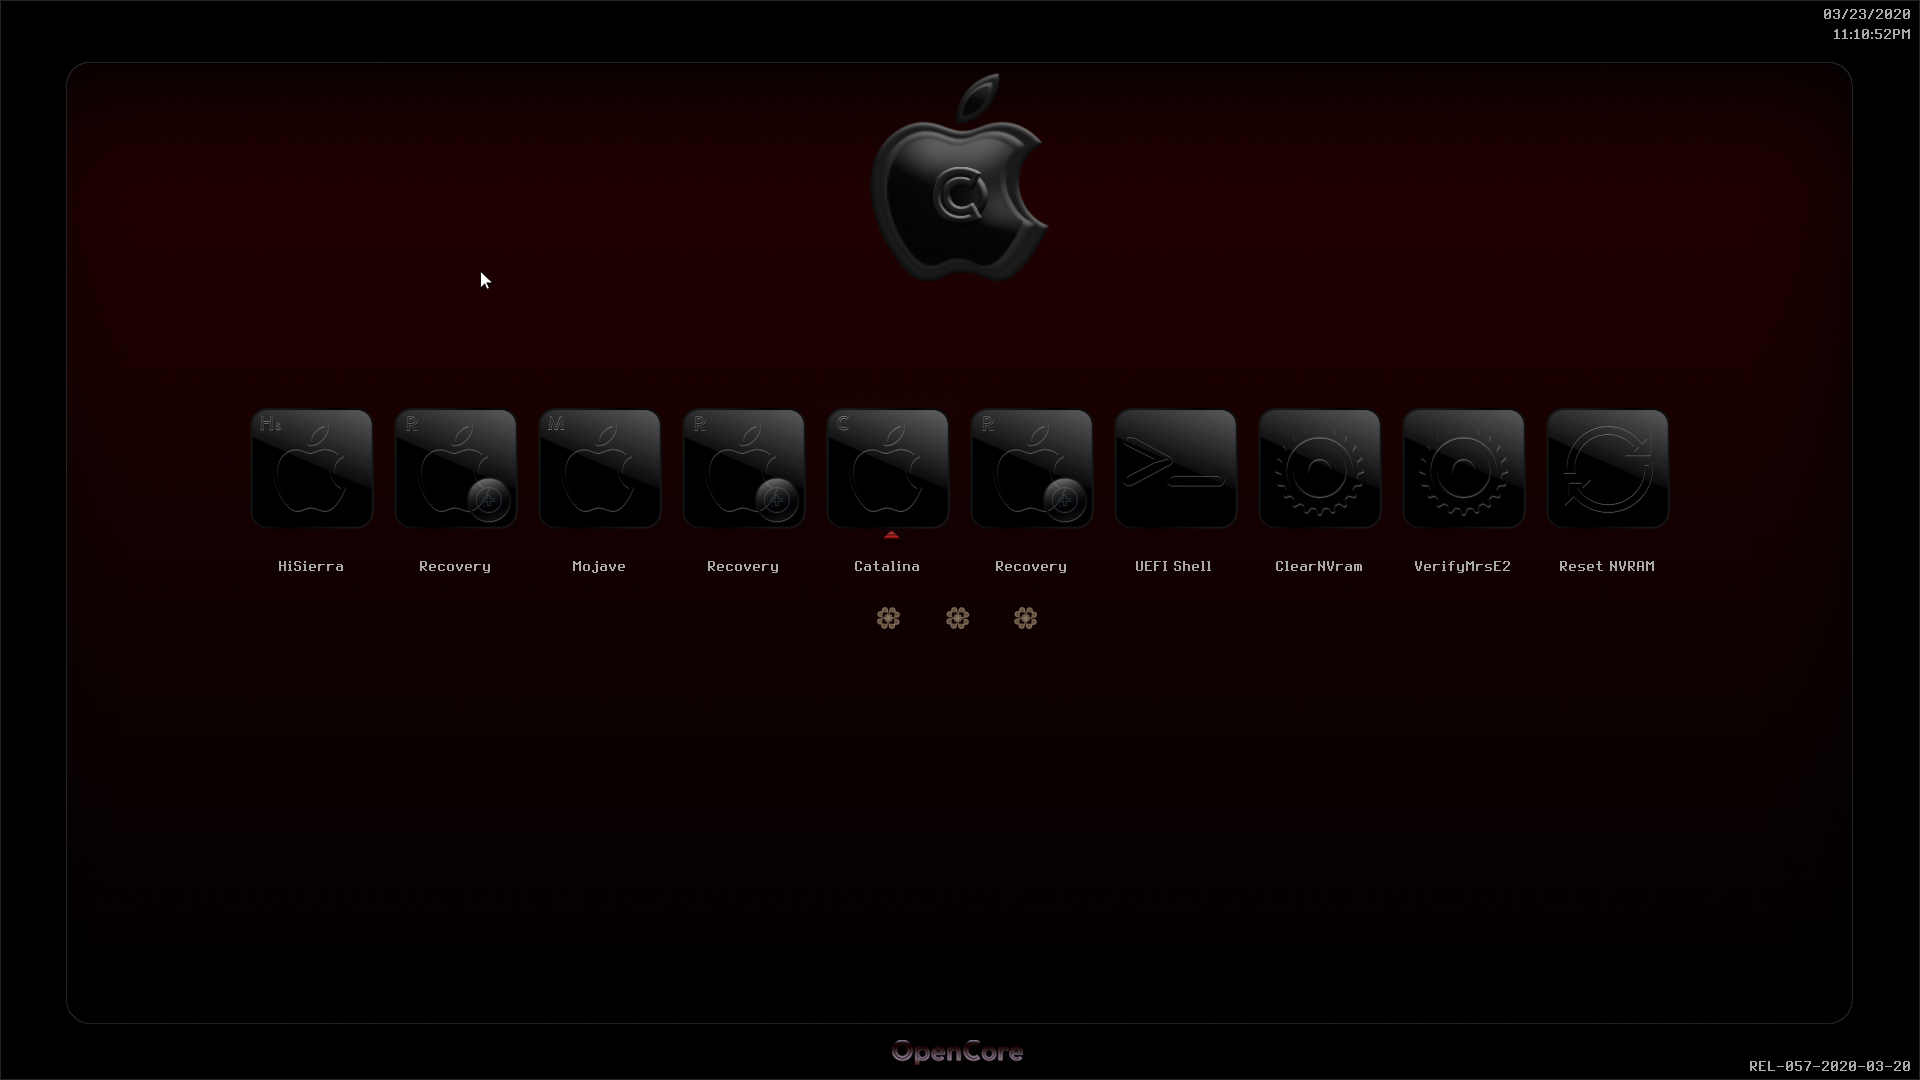 03/23/2020
11:10:52PM
Hs R M R C R
HiSierra Recovery Mojave Recovery Catalina Recovery UEFI Shell ClearNVram VerifyMrsE2 Reset NVRAM
OpenCore
REL-057-2020-03-20